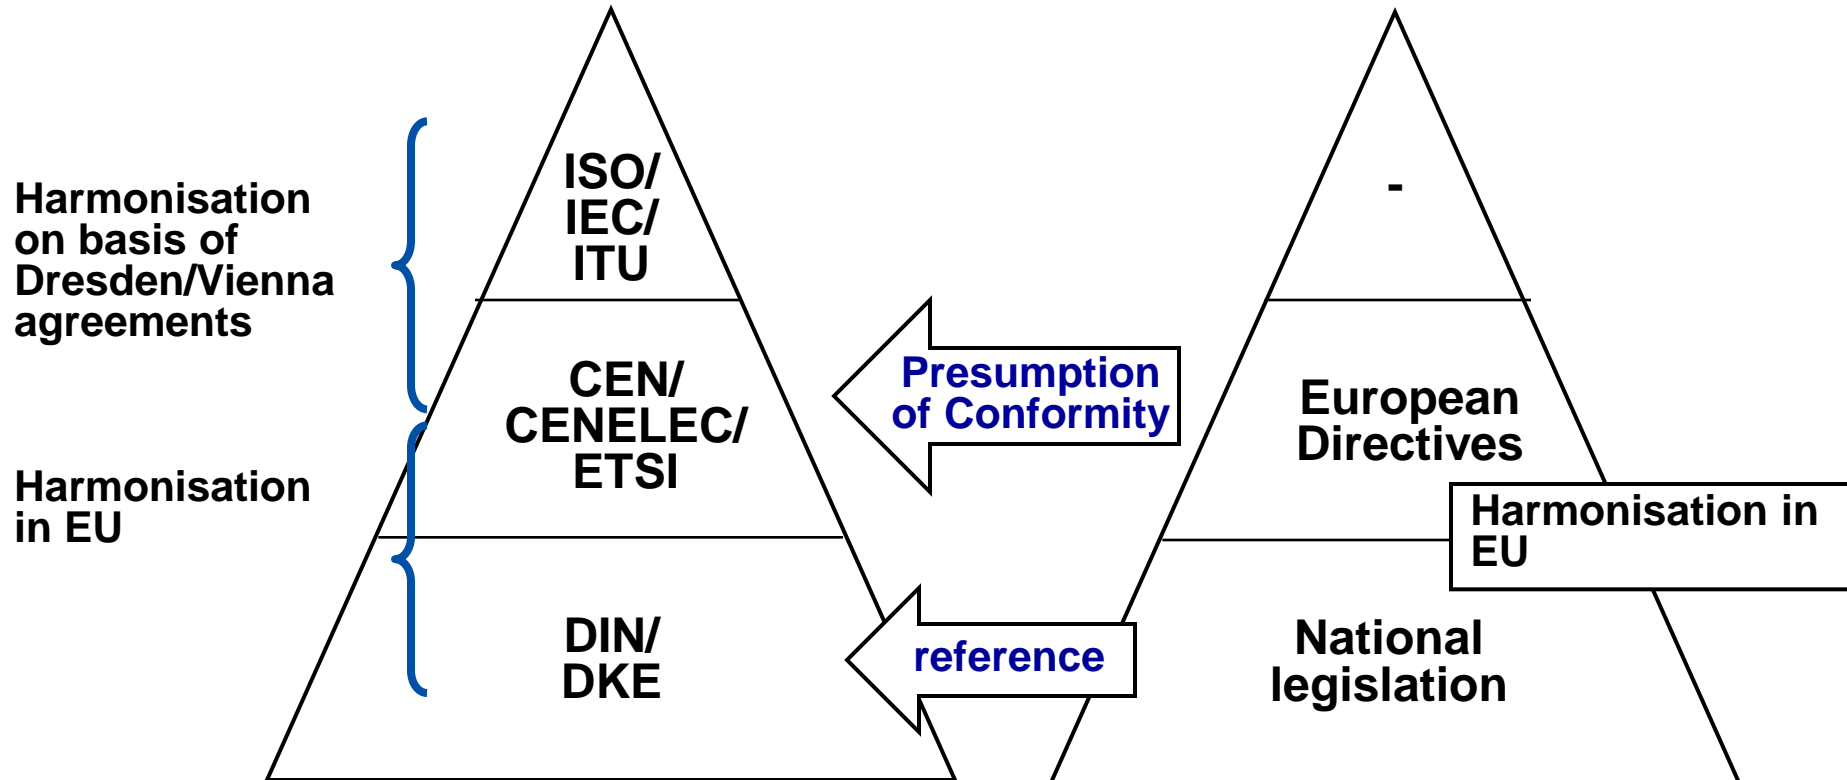 Harmonisation
on basis of
Dresden/Vienna
agreements
Harmonisation
in EU
ISO/
IEC/
ITU
CEN/
CENELEC/
ETSI
DIN/
DKE
Presumption
of Conformity
reference
-
European
Directives
Harmonisation in
EU
National
legislation